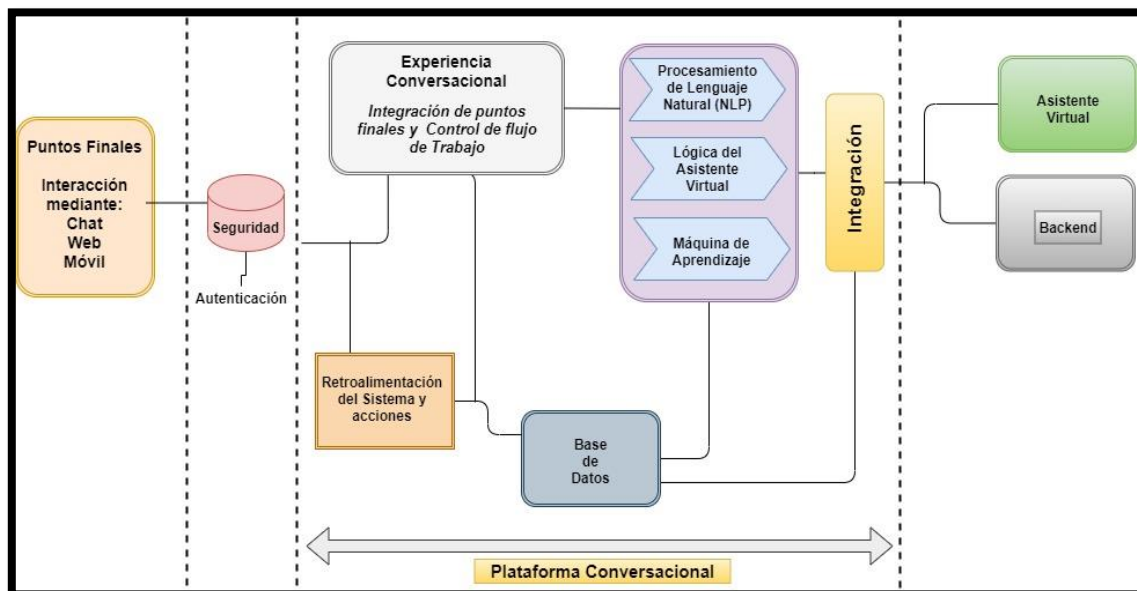 Puntos Finales
Interacción
mediante:
Chat
Web
Móvil
Seguridad
Autenticación
Experiencia
Conversacional
Integración de puntos
finales y Control de flujo
de Trabajo
Retroalimentación
del Sistema y
acciones
Base
de
Datos
Procesamiento
de Lenguaje
Natural (NLP)
Lógica del
Asistente
Virtual
Máquina de
Aprendizaje
Integración
Asistente
Virtual
Backend
Plataforma Conversacional